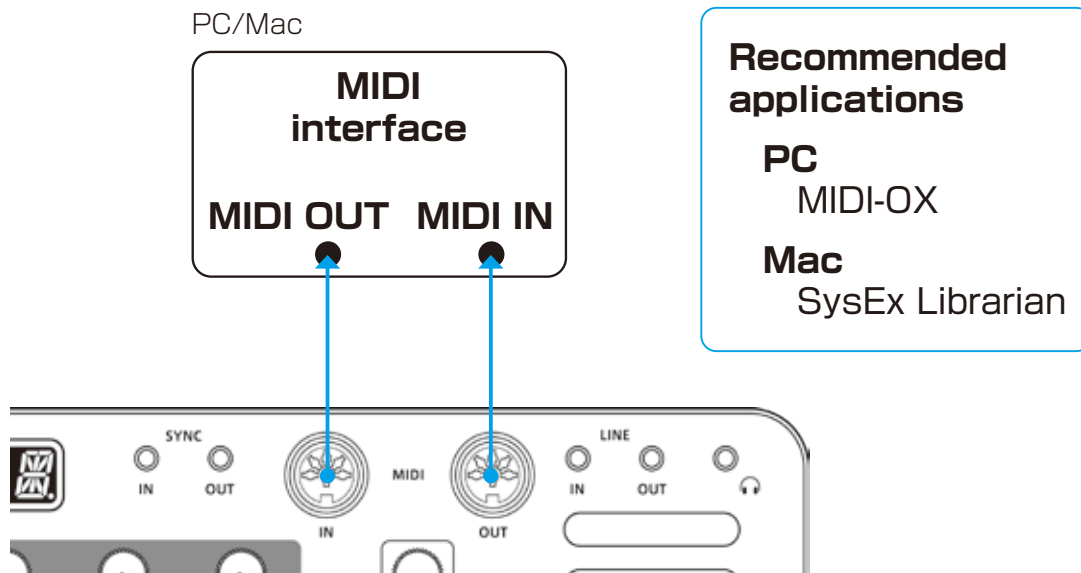 PC/Mac
MIDI
interface
MIDI OUT MIDI IN
Recommended
applications
PC
MIDI-OX
Mac
SysEx Librarian
SYNC
IN OUT
MIDI
IN OUT
LINE
IN OUT